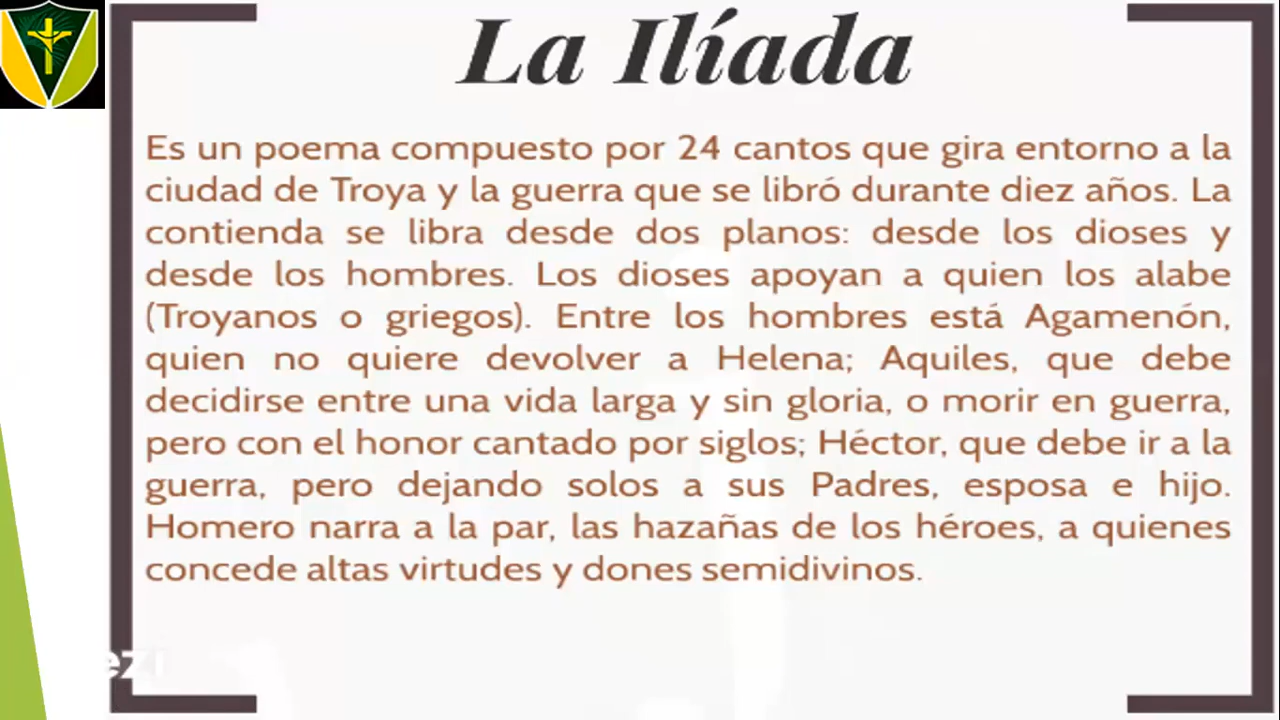 La Ilíada
Es un poema compuesto por 24 cantos que gira entorno a la
ciudad de Troya y la guerra que se libró durante diez años. La
contienda se libra desde dos planos: desde los dioses y
desde los hombres. Los dioses apoyan a quien los alabe
(Troyanos o griegos). Entre los hombres está Agamenón,
quien no quiere devolver a Helena; Aquiles, que debe
decidirse entre una vida larga y sin gloria, o morir en guerra,
pero con el honor cantado por siglos; Héctor, que debe ir a la
guerra, pero dejando solos a sus Padres, esposa e hijo.
Homero narra a la par, las hazañas de los héroes, a quienes
concede altas virtudes y dones semidivinos.